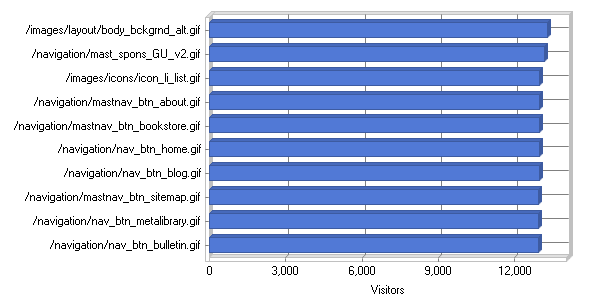 /images/layout/body_bckgrnd_alt.gif
/navigation/mast_spons_GU_v2.gif
/images/icons/icon_li_list.gif
/navigation/mastnav_btn_about.gif
/navigation/mastnav_btn_bookstore.gif
/navigation/nav_btn_home.gif
/navigation/nav_btn_blog.gif
/navigation/mastnav_btn_sitemap.gif
/navigation/nav_btn_metalibrary.gif
/navigation/nav_btn_bulletin.gif
0 3,000 6,000 9,000 12,000
Visitors